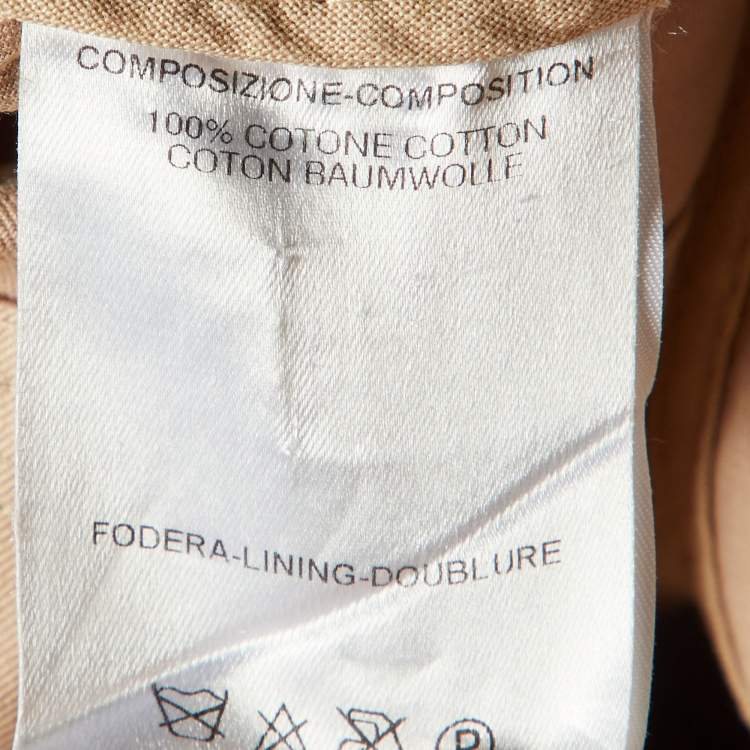 COMPOSIZIONE-COMPOSITION
100% COTONE COTTON
COTON BAUMWOLLE
FODERA-LINING-DOUBLURE
P